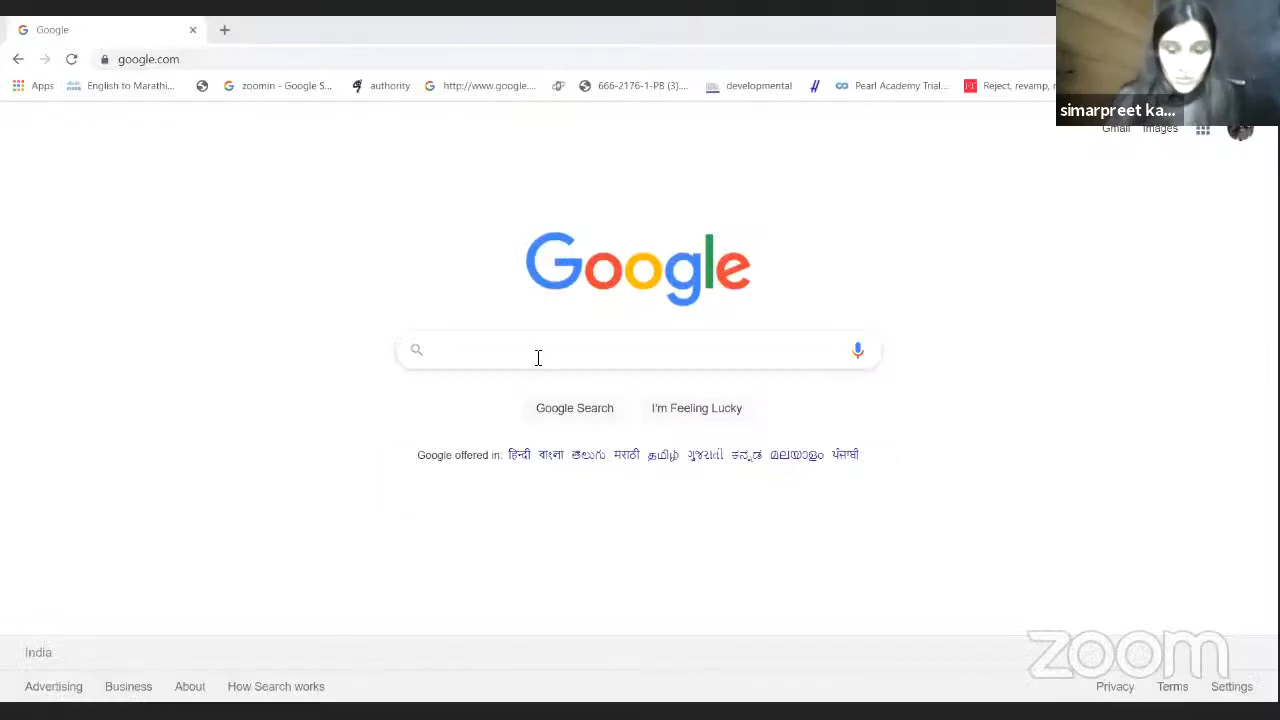 Google
google.com
Apps English to Marathi... zoomin - Google S... authority http://www.google.... 666-2176-1-PB (3).... developmental Pearl Academy Trial... ET Reject, revamp, r
simarpreet ka...
Gmail Images
Google
Google Search I'm Feeling Lucky
Google offered in: हिन्दी বাংলা తెలుగు मराठी தமிழ் ગુજરાતી ಕನ್ನಡ മലയാളം ਪੰਜਾਬੀ
India
zoom
Advertising Business About How Search works Privacy Terms Settings